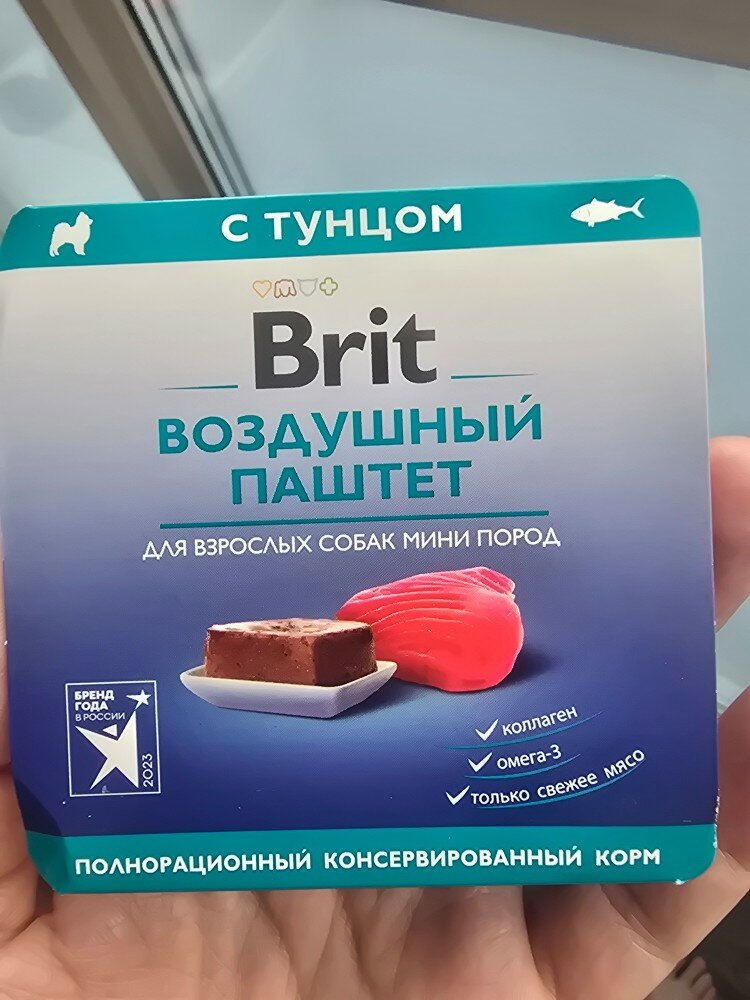 С ТУНЦОМ
Brit
ВОЗДУШНЫЙ
ПАШТЕТ
ДЛЯ ВЗРОСЛЫХ СОБАК МИНИ ПОРОД
БРЕНД
ГОДА
В РОССИИ
2023
коллаген
омега-3
только свежее мясо
ПОЛНОРАЦИОННЫЙ КОНСЕРВИРОВАННЫЙ КОРМ